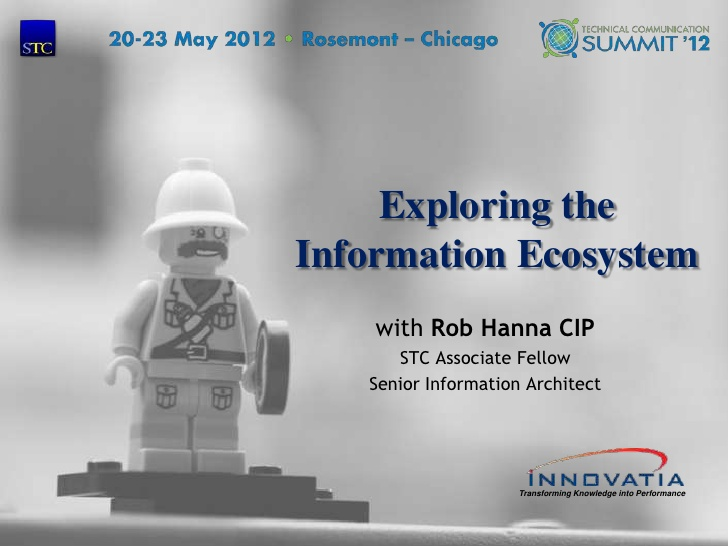 STC
20-23 May 2012 • Rosemont – Chicago
TECHNICAL COMMUNICATION
SUMMIT '12
Exploring the
Information Ecosystem
with Rob Hanna CIP
STC Associate Fellow
Senior Information Architect
INNOVATIA
Transforming Knowledge into Performance